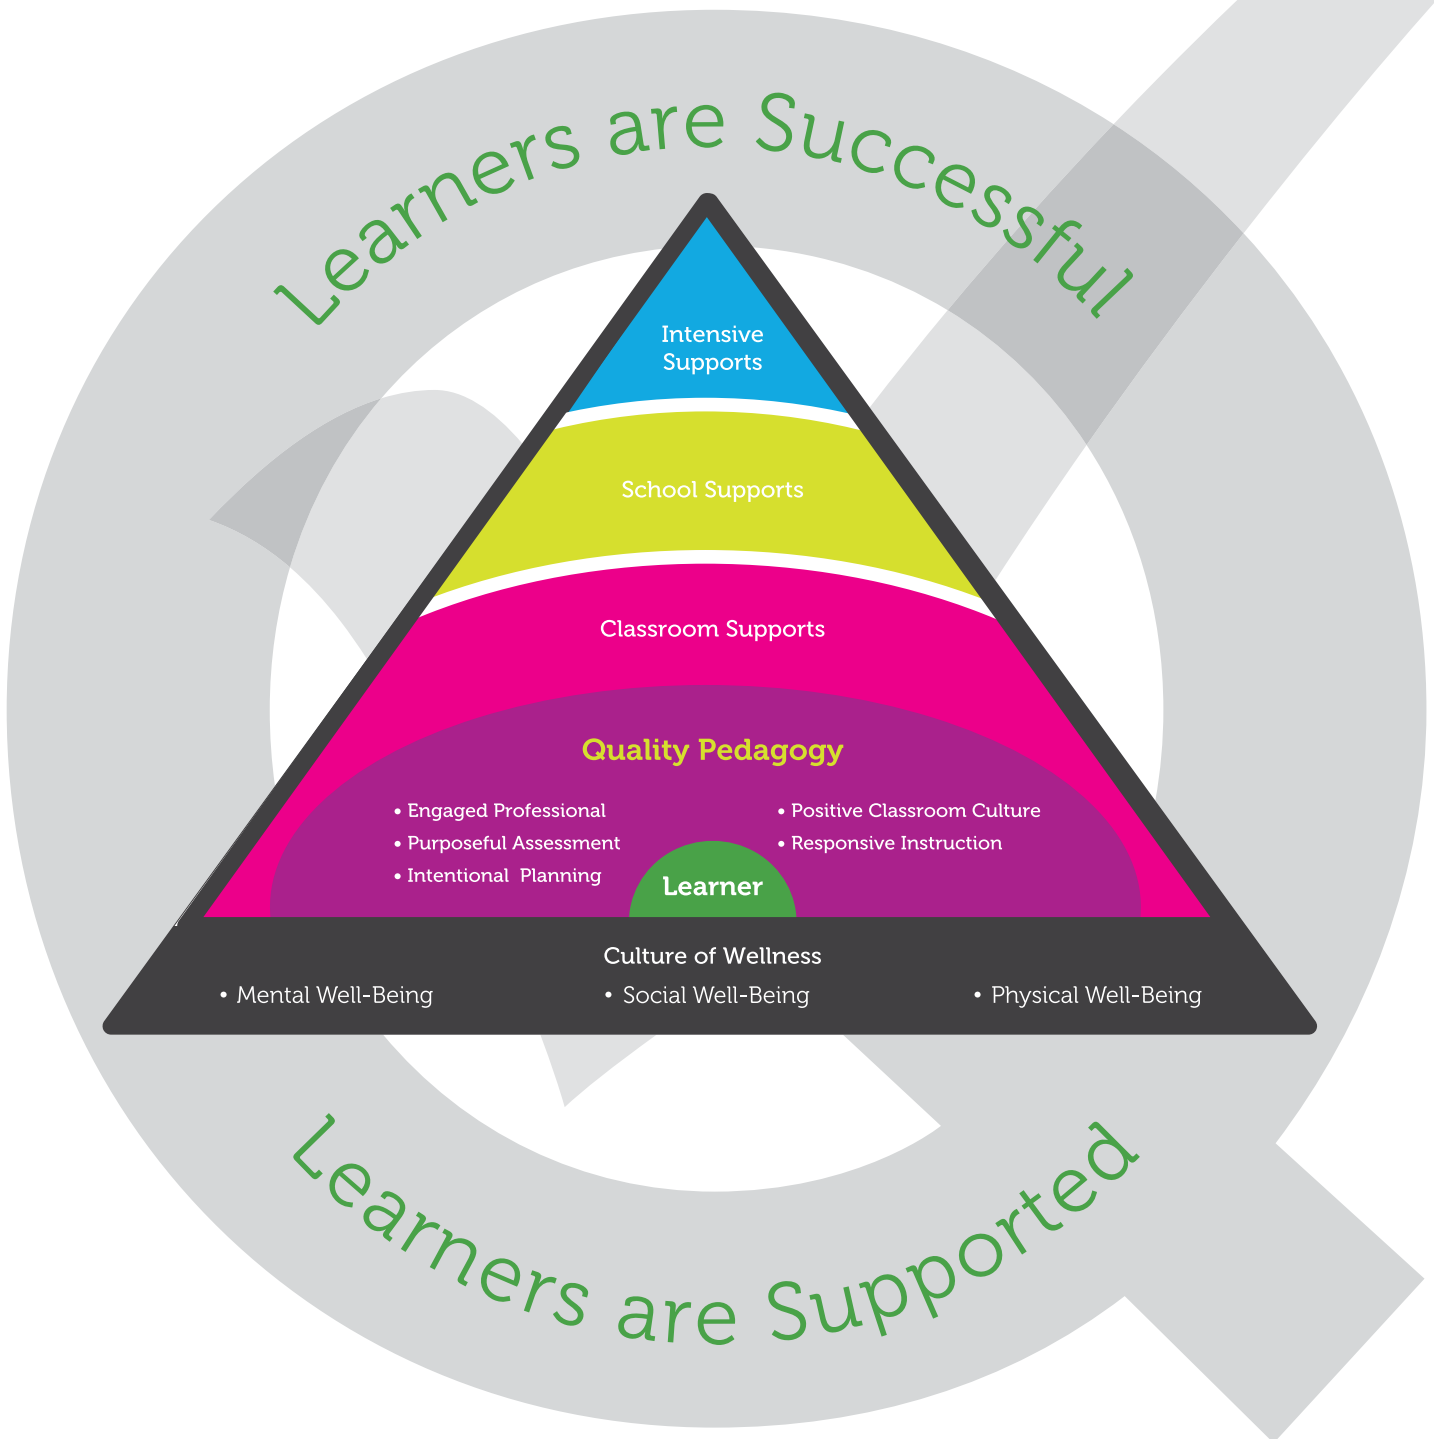 Learners are Successful
Intensive
Supports
School Supports
Classroom Supports
Quality Pedagogy
• Engaged Professional
• Purposeful Assessment
• Intentional  Planning
• Positive Classroom Culture
• Responsive Instruction
Learner
Culture of Wellness
• Mental Well-Being
• Social Well-Being
• Physical Well-Being
Learners are Supported